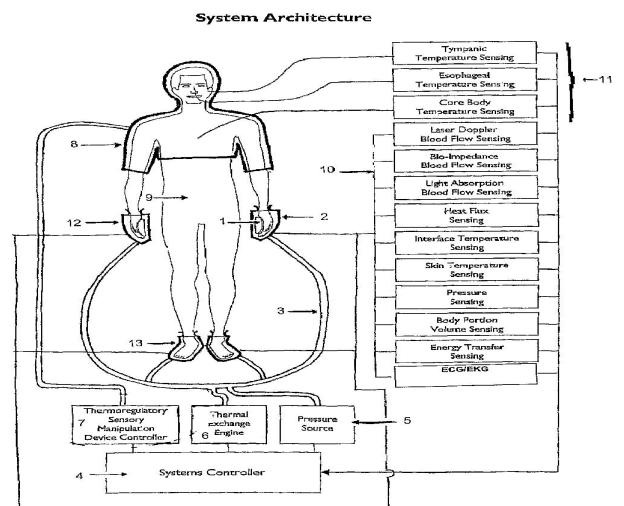 System Architecture
Tympanic
Temperature Sensing
Esophageal
Temperature Sensing
Core Body
Temperature Sensing
Laser Doppler
Blood Flow Sensing
Bio-Impedance
Blood Flow Sensing
Light Absorption
Blood Flow Sensing
Heat Flux
Sensing
Interface Temperature
Sensing
Skin Temperature
Sensing
Pressure
Sensing
Body Portion
Volume Sensing
Energy Transfer
Sensing
ECG/EKG
11
10
8
9
12
1
2
3
13
Thermoregulatory
Sensory
Manipulation
Device Controller
7
Thermal
Exchange
Engine
6
Pressure
Source
5
4
Systems Controller